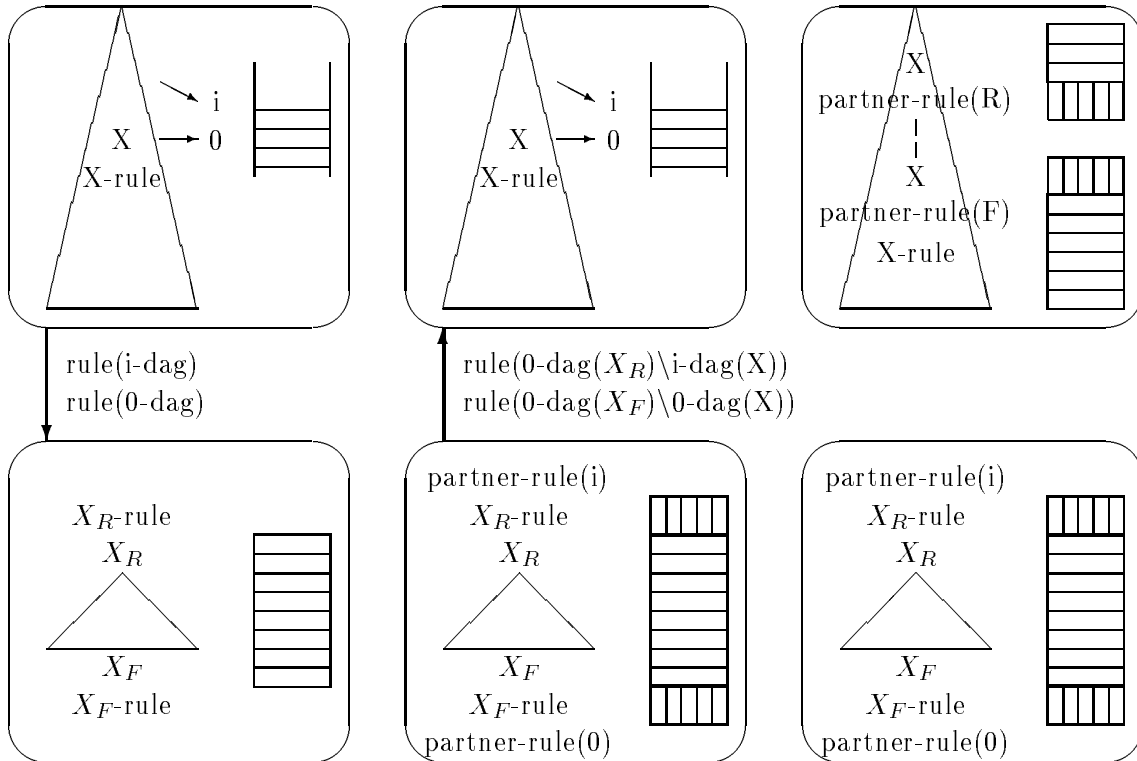 i
X → 0
X-rule
i
X → 0
X-rule
X
partner-rule(R)
X
partner-rule(F)
X-rule
rule(i-dag)
rule(0-dag)
rule(0-dag(X_R)\i-dag(X))
rule(0-dag(X_F)\0-dag(X))
X_R-rule
X_R
X_F
X_F-rule
partner-rule(i)
X_R-rule
X_R
X_F
X_F-rule
partner-rule(0)
partner-rule(i)
X_R-rule
X_R
X_F
X_F-rule
partner-rule(0)